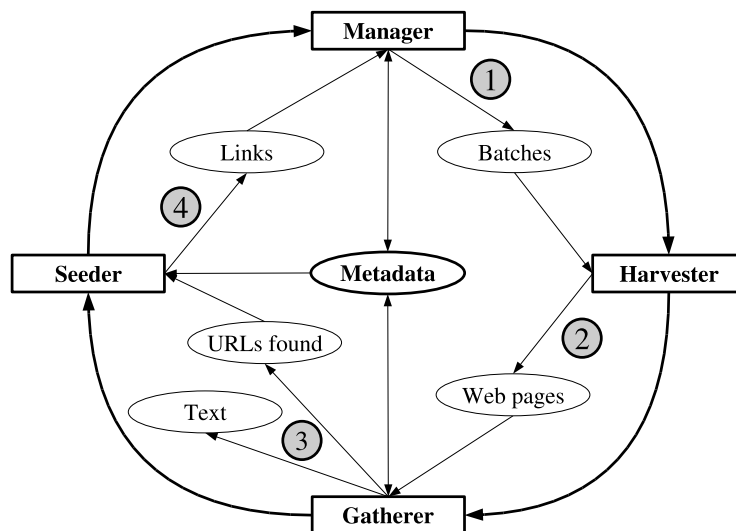 Manager
1
Links
Batches
4
Seeder
Metadata
Harvester
URLs found
2
Web pages
Text
3
Gatherer